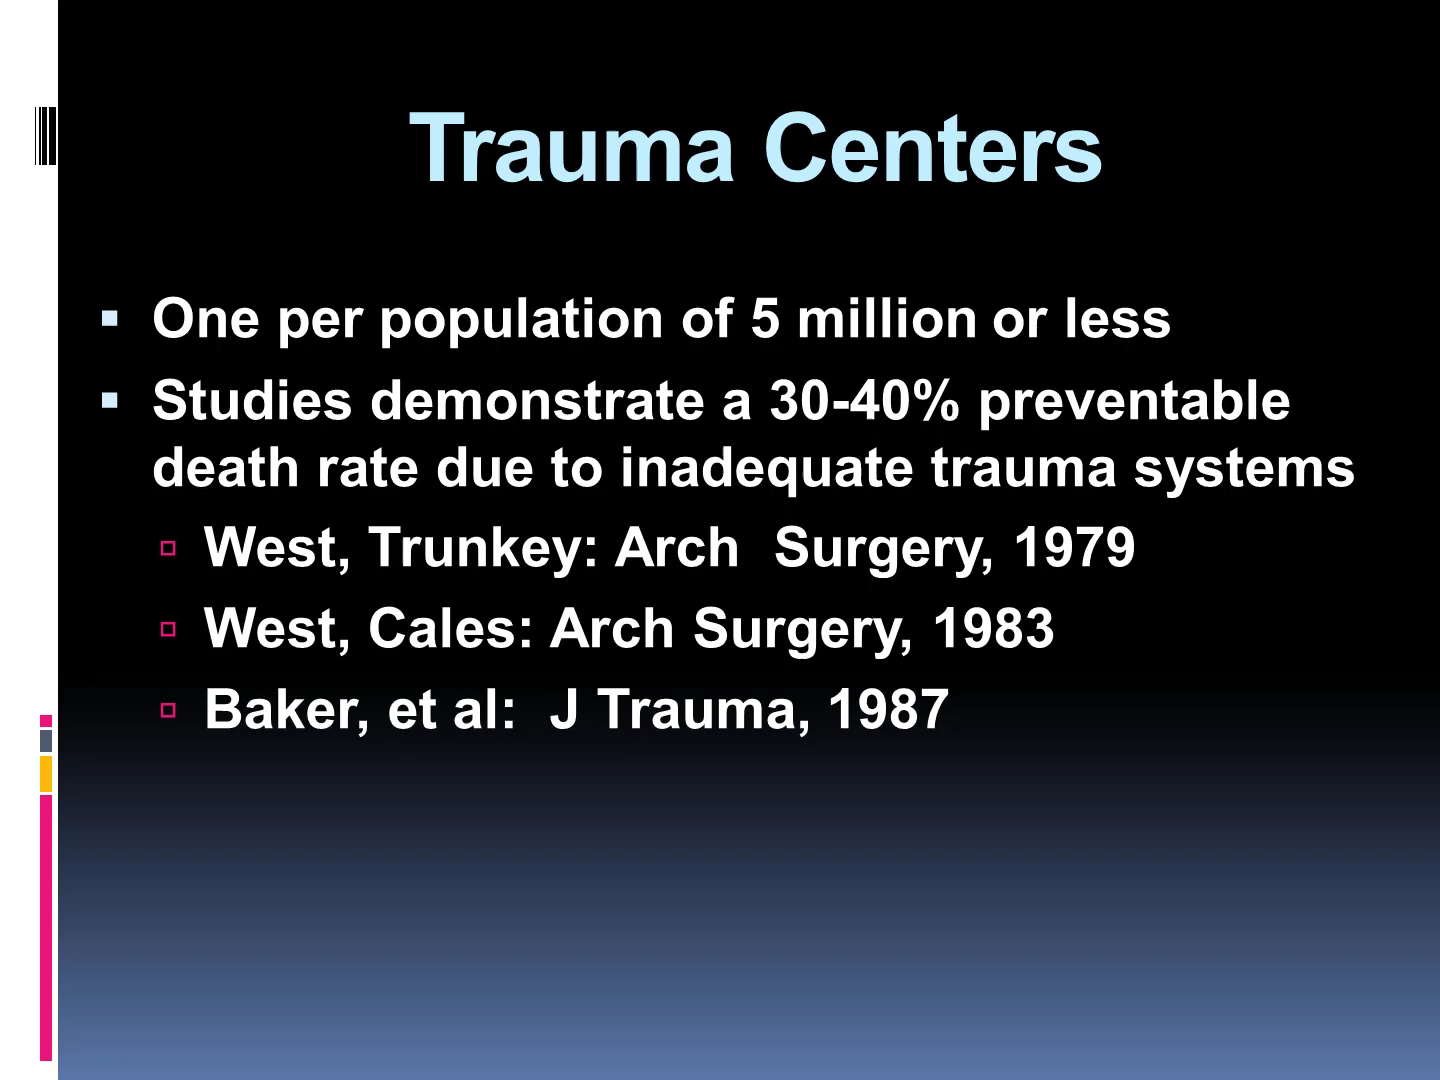 Trauma Centers
▪ One per population of 5 million or less
▪ Studies demonstrate a 30-40% preventable
death rate due to inadequate trauma systems
▫ West, Trunkey: Arch  Surgery, 1979
▫ West, Cales: Arch Surgery, 1983
▫ Baker, et al:  J Trauma, 1987